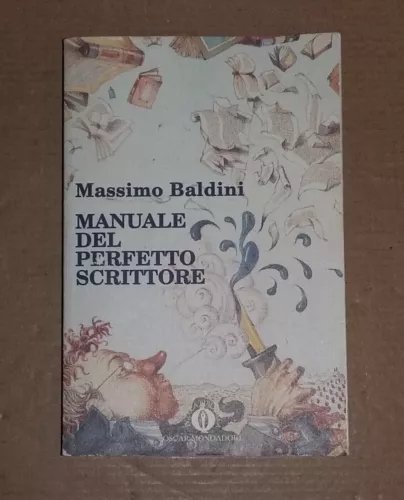 Massimo Baldini
MANUALE
DEL
PERFETTO
SCRITTORE
OSCAR MONDADORI